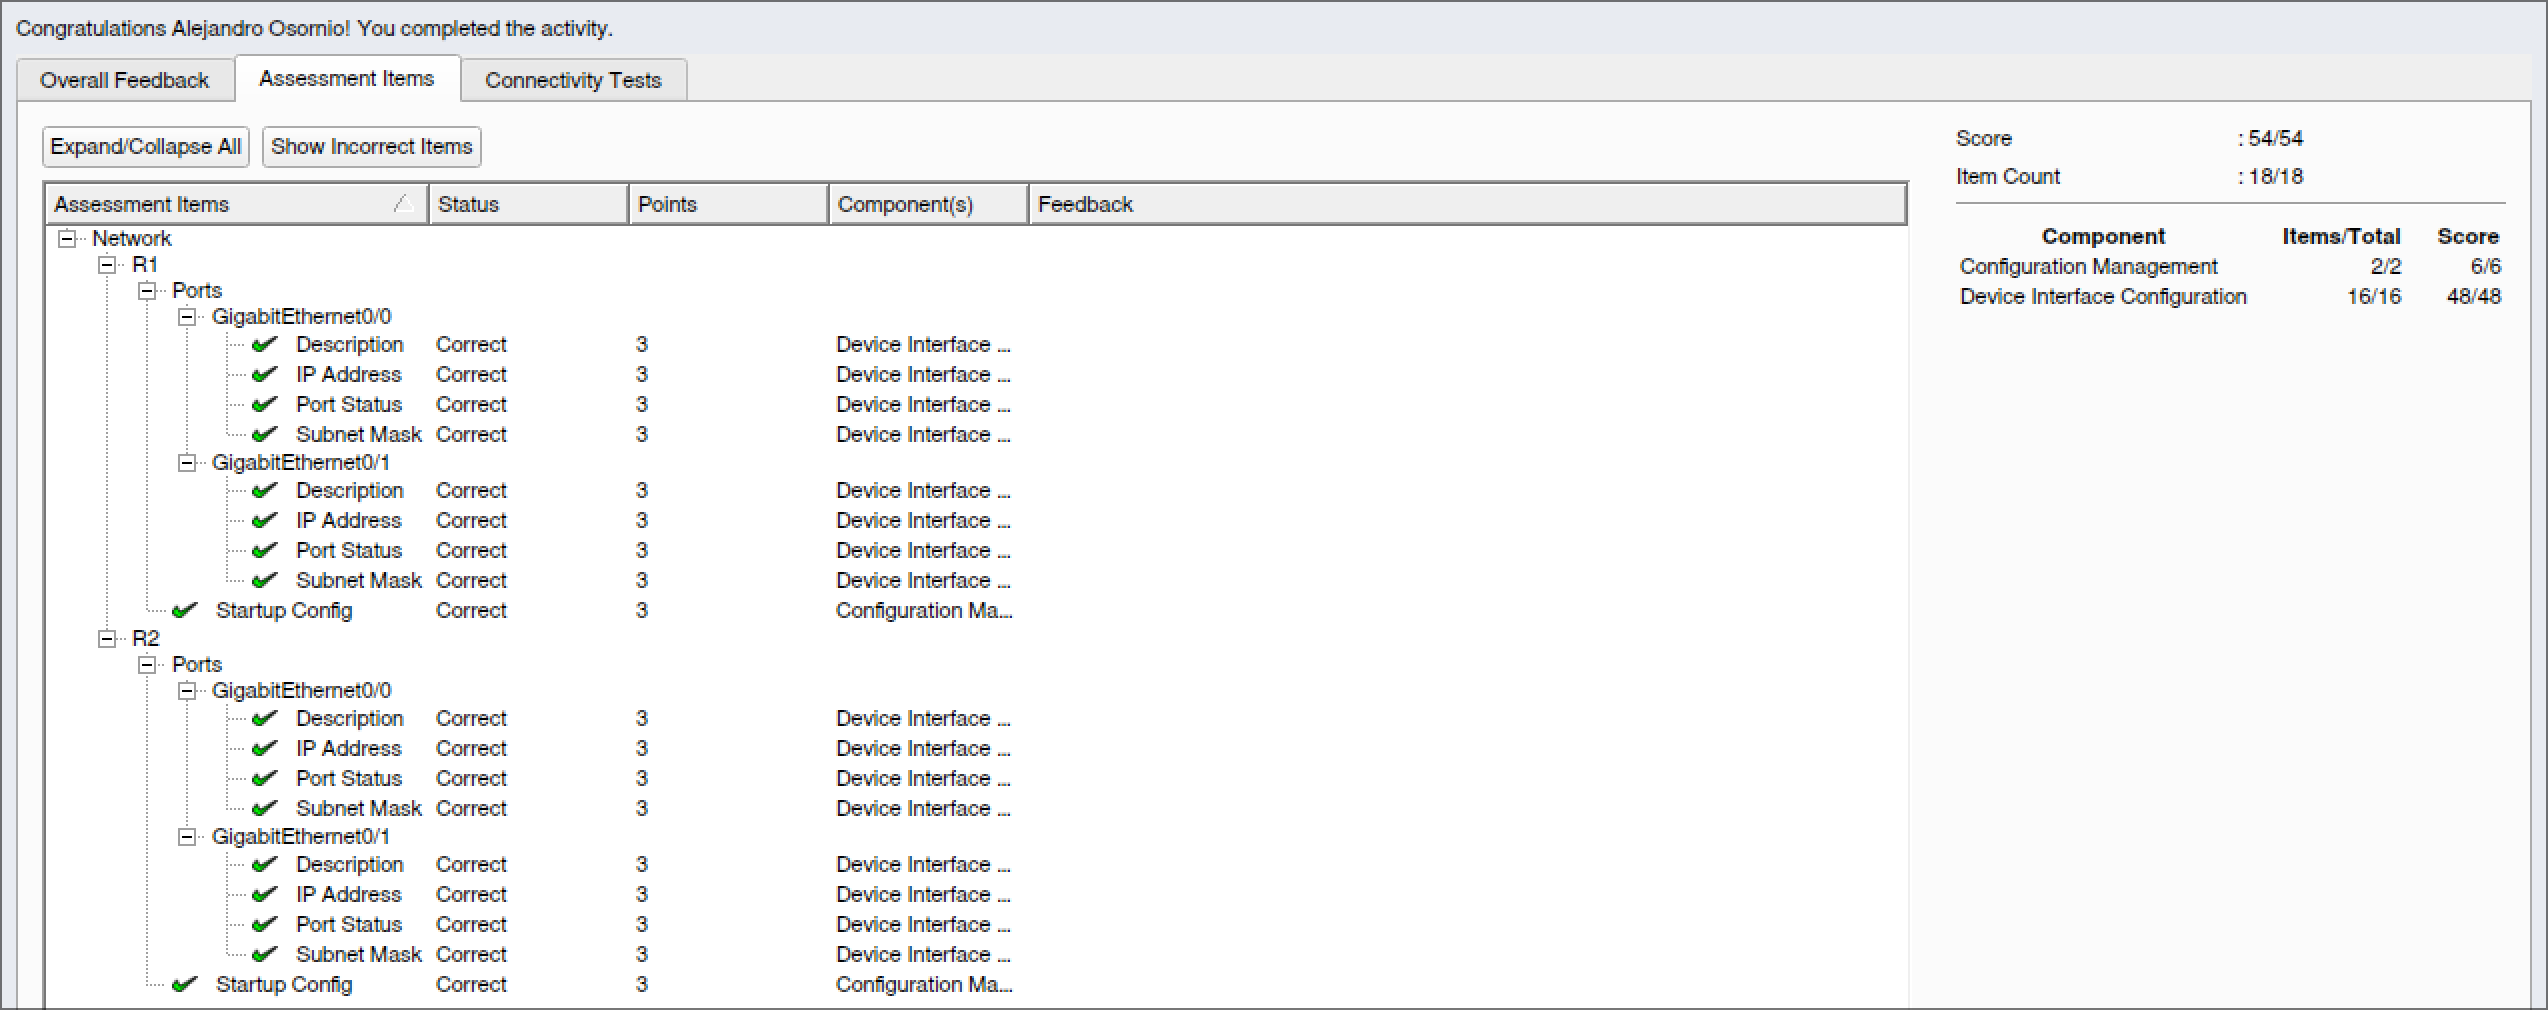 Congratulations Alejandro Osornio! You completed the activity.
Overall Feedback Assessment Items Connectivity Tests
Expand/Collapse All Show Incorrect Items
Assessment Items Status Points Component(s) Feedback
Network
R1
Ports
GigabitEthernet0/0
Description Correct 3 Device Interface ...
IP Address Correct 3 Device Interface ...
Port Status Correct 3 Device Interface ...
Subnet Mask Correct 3 Device Interface ...
GigabitEthernet0/1
Description Correct 3 Device Interface ...
IP Address Correct 3 Device Interface ...
Port Status Correct 3 Device Interface ...
Subnet Mask Correct 3 Device Interface ...
Startup Config Correct 3 Configuration Ma...
R2
Ports
GigabitEthernet0/0
Description Correct 3 Device Interface ...
IP Address Correct 3 Device Interface ...
Port Status Correct 3 Device Interface ...
Subnet Mask Correct 3 Device Interface ...
GigabitEthernet0/1
Description Correct 3 Device Interface ...
IP Address Correct 3 Device Interface ...
Port Status Correct 3 Device Interface ...
Subnet Mask Correct 3 Device Interface ...
Startup Config Correct 3 Configuration Ma...
Score : 54/54
Item Count : 18/18
Component Items/Total Score
Configuration Management 2/2 6/6
Device Interface Configuration 16/16 48/48